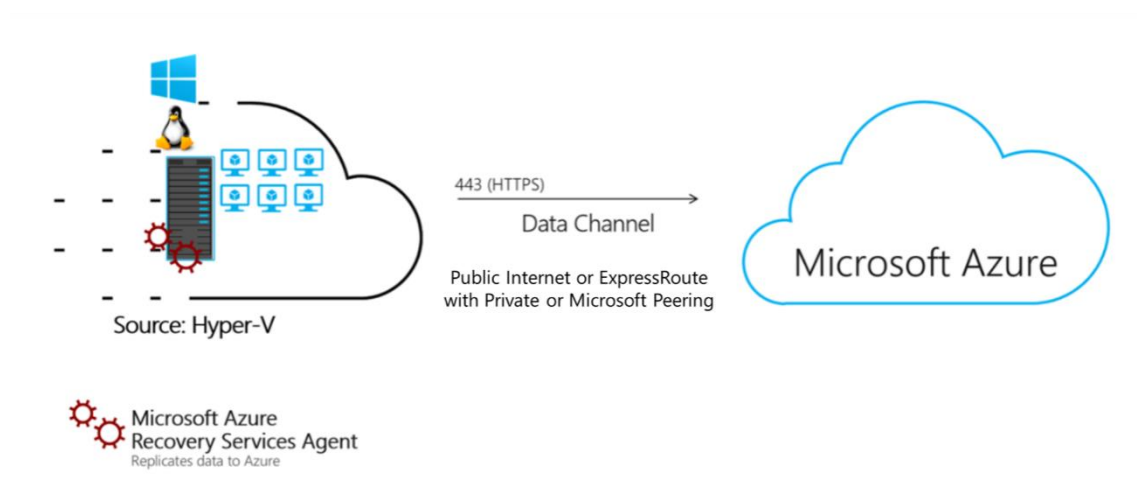 443 (HTTPS)
Data Channel
Public Internet or ExpressRoute
with Private or Microsoft Peering
Microsoft Azure
Source: Hyper-V
Microsoft Azure
Recovery Services Agent
Replicates data to Azure